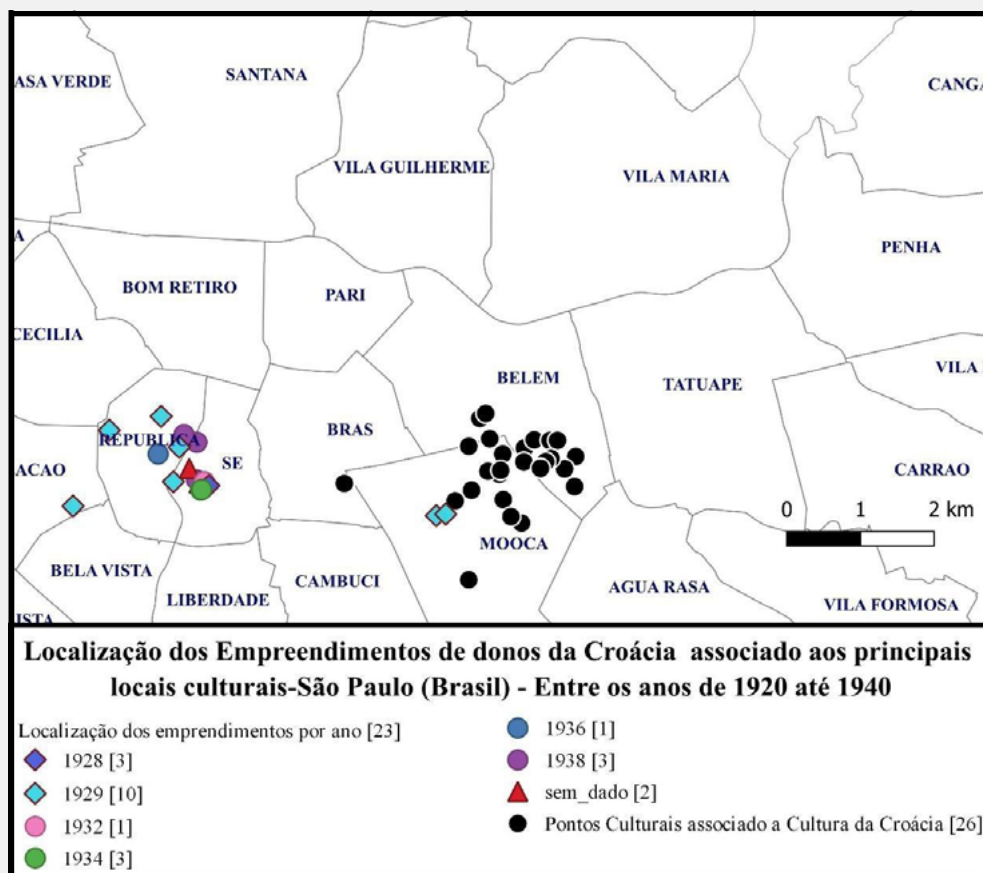 ASA VERDE
SANTANA
CANGA
VILA GUILHERME
VILA MARIA
A
PENHA
BOM RETIRO
PARI
CECILIA
VILA
BELEM
TATUAPE
BRAS
REPUBLICA
SE
ACAO
CARRAO
0 1 2 km
MOOCA
BELA VISTA
CAMBUCI
AGUA RASA
LIBERDADE
VILA FORMOSA
ISTA
Localização dos Empreendimentos de donos da Croácia associado aos principais
locais culturais-São Paulo (Brasil) - Entre os anos de 1920 até 1940
Localização dos emprendimentos por ano [23]
1928 [3]
1929 [10]
1932 [1]
1934 [3]
1936 [1]
1938 [3]
sem_dado [2]
Pontos Culturais associado a Cultura da Croácia [26]